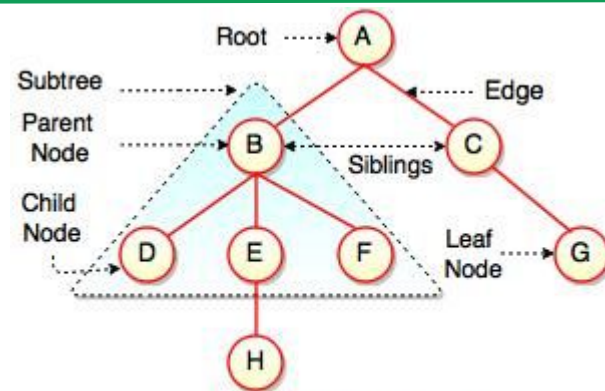 Root
A
Subtree
Edge
Parent
Node
B
Siblings
C
Child
Node
D
E
F
Leaf
Node
G
H